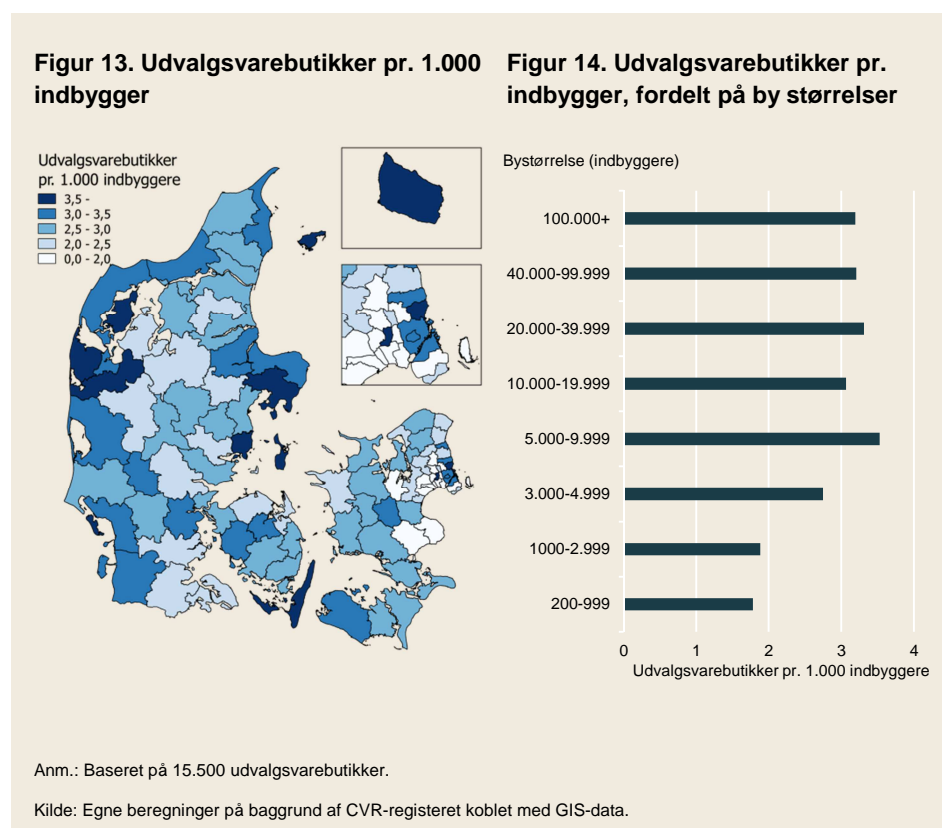 Figur 13. Udvalgsvarebutikker pr. 1.000
indbygger
Udvalgsvarebutikker
pr. 1.000 indbyggere
3,5 -
3,0 - 3,5
2,5 - 3,0
2,0 - 2,5
0,0 - 2,0
Figur 14. Udvalgsvarebutikker pr.
indbygger, fordelt på by størrelser
Bystørrelse (indbyggere)
100.000+
40.000-99.999
20.000-39.999
10.000-19.999
5.000-9.999
3.000-4.999
1000-2.999
200-999
0 1 2 3 4
Udvalgsvarebutikker pr. 1.000 indbyggere
Anm.: Baseret på 15.500 udvalgsvarebutikker.
Kilde: Egne beregninger på baggrund af CVR-registeret koblet med GIS-data.